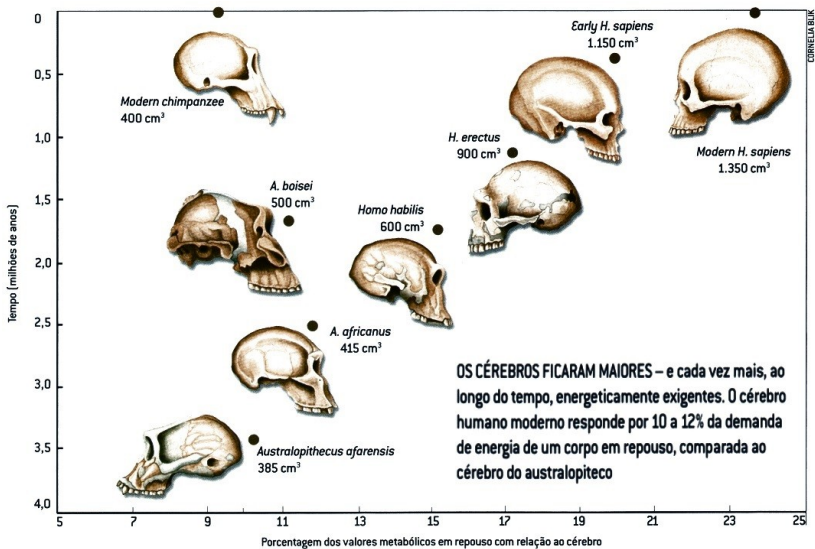 0
0,5
1,0
1,5
2,0
2,5
3,0
3,5
4,0
Tempo (milhões de anos)
Modern chimpanzee
400 cm³
Early H. sapiens
1.150 cm³
H. erectus
900 cm³
Modern H. sapiens
1.350 cm³
A. boisei
500 cm³
Homo habilis
600 cm³
A. africanus
415 cm³
Australopithecus afarensis
385 cm³
OS CÉREBROS FICARAM MAIORES – e cada vez mais, ao
longo do tempo, energeticamente exigentes. O cérebro
humano moderno responde por 10 a 12% da demanda
de energia de um corpo em repouso, comparada ao
cérebro do australopiteco
5 7 9 11 13 15 17 19 21 23 25
Porcentagem dos valores metabólicos em repouso com relação ao cérebro
CORNELIA BLIK